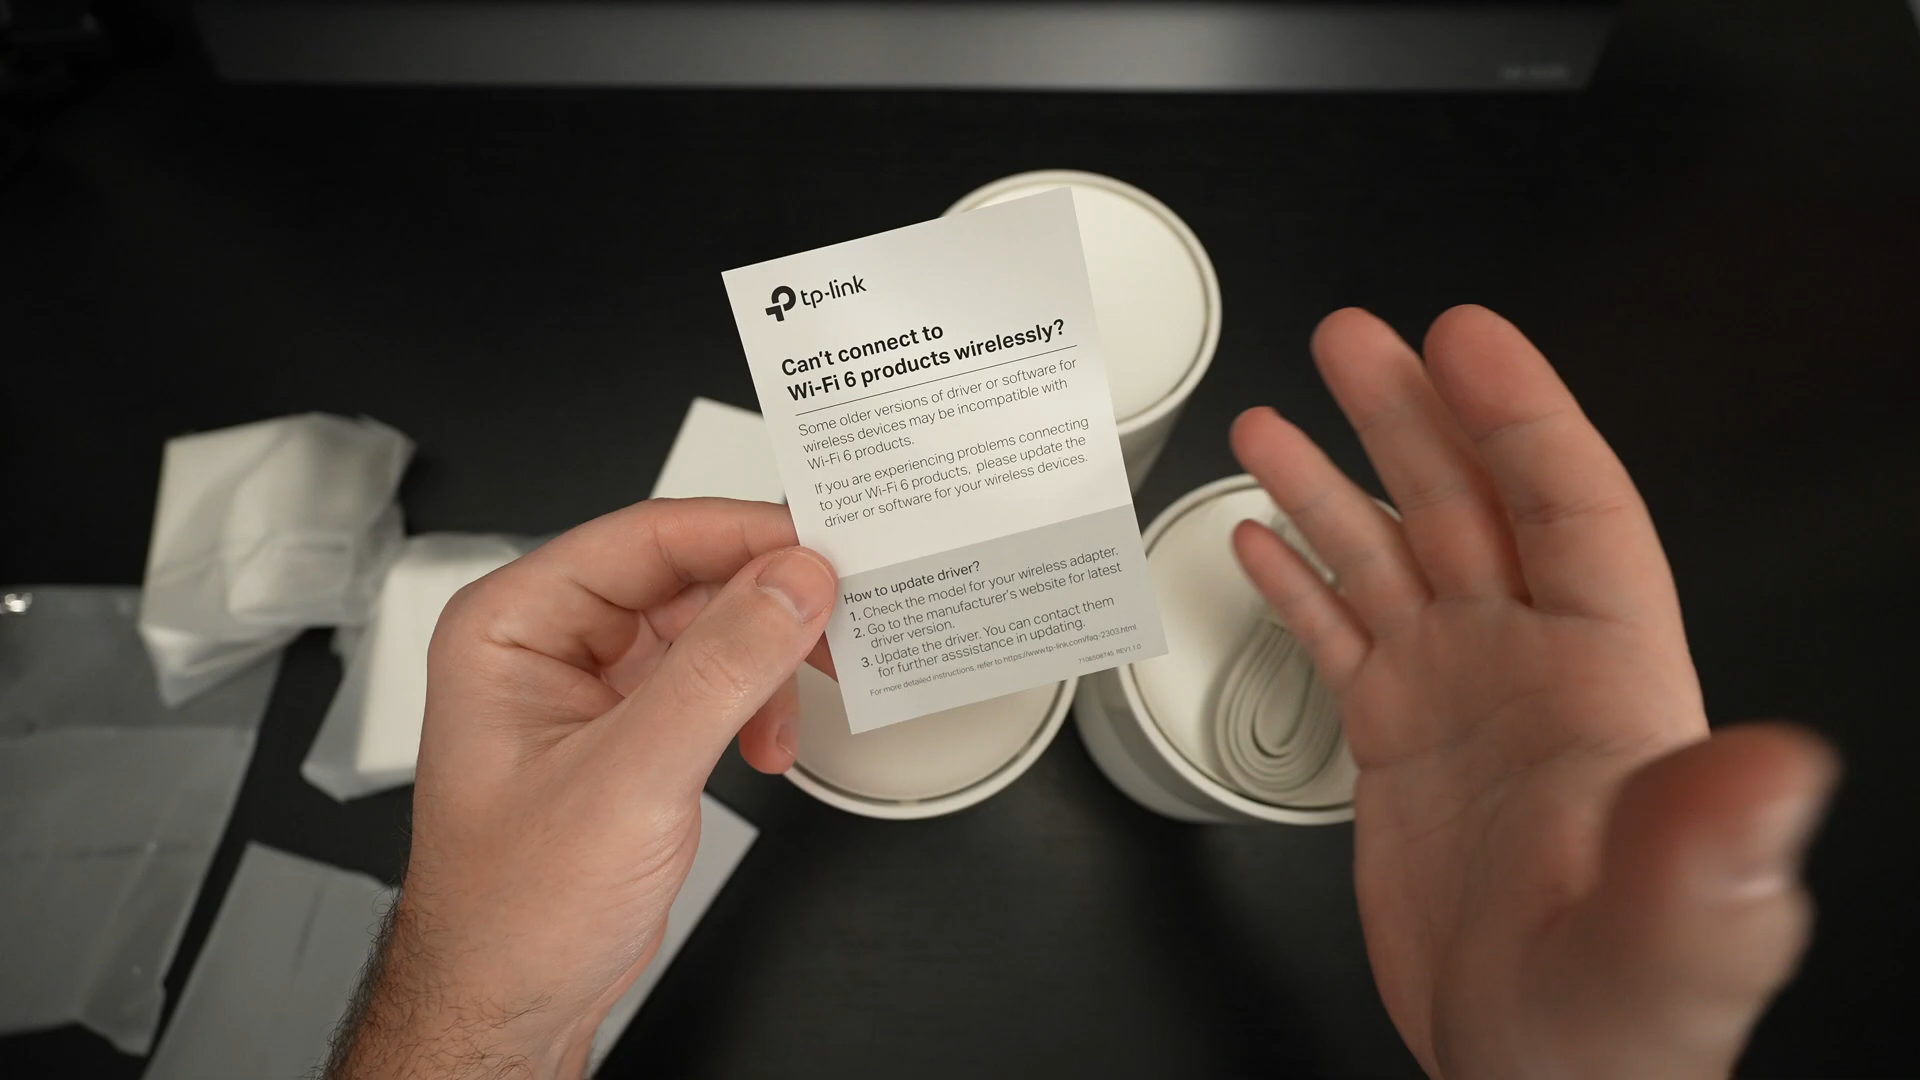 tp-link
Can't connect to
Wi-Fi 6 products wirelessly?
Some older versions of driver or software for
wireless devices may be incompatible with
Wi-Fi 6 products.
If you are experiencing problems connecting
to your Wi-Fi 6 products, please update the
driver or software for your wireless devices.
How to update driver?
1. Check the model for your wireless adapter.
2. Go to the manufacturer's website for latest
driver version.
3. Update the driver. You can contact them
for further asssistance in updating.
For more detailed instructions, refer to https://www.tp-link.com/faq-2303.html
7106508745 REV1.1.0